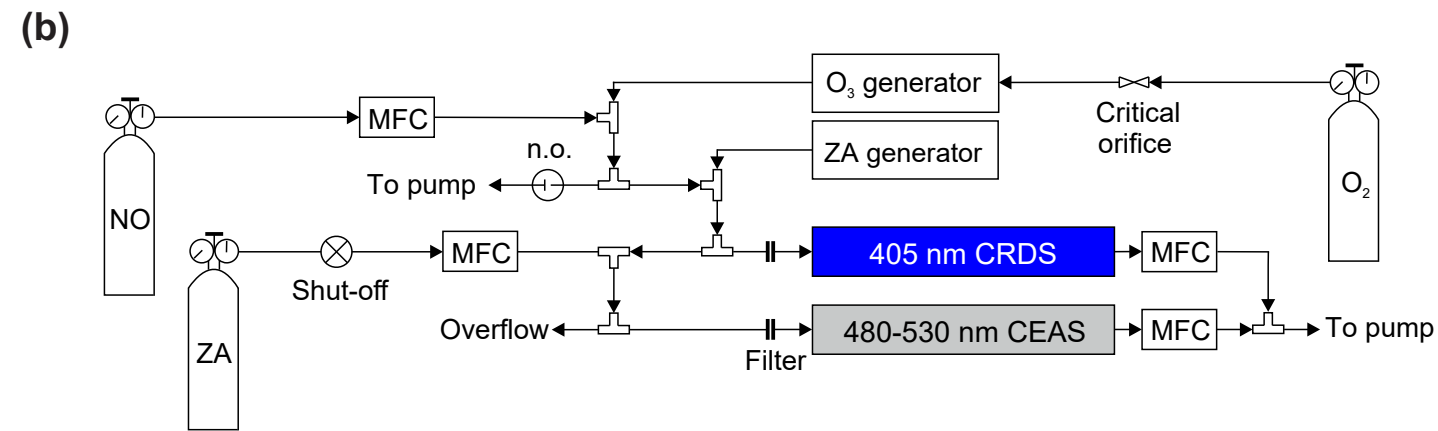 (b)
O₃ generator
MFC
Critical
orifice
n.o.
ZA generator
To pump
O₂
NO
MFC
405 nm CRDS
MFC
Shut-off
Overflow
480-530 nm CEAS
MFC
To pump
ZA
Filter